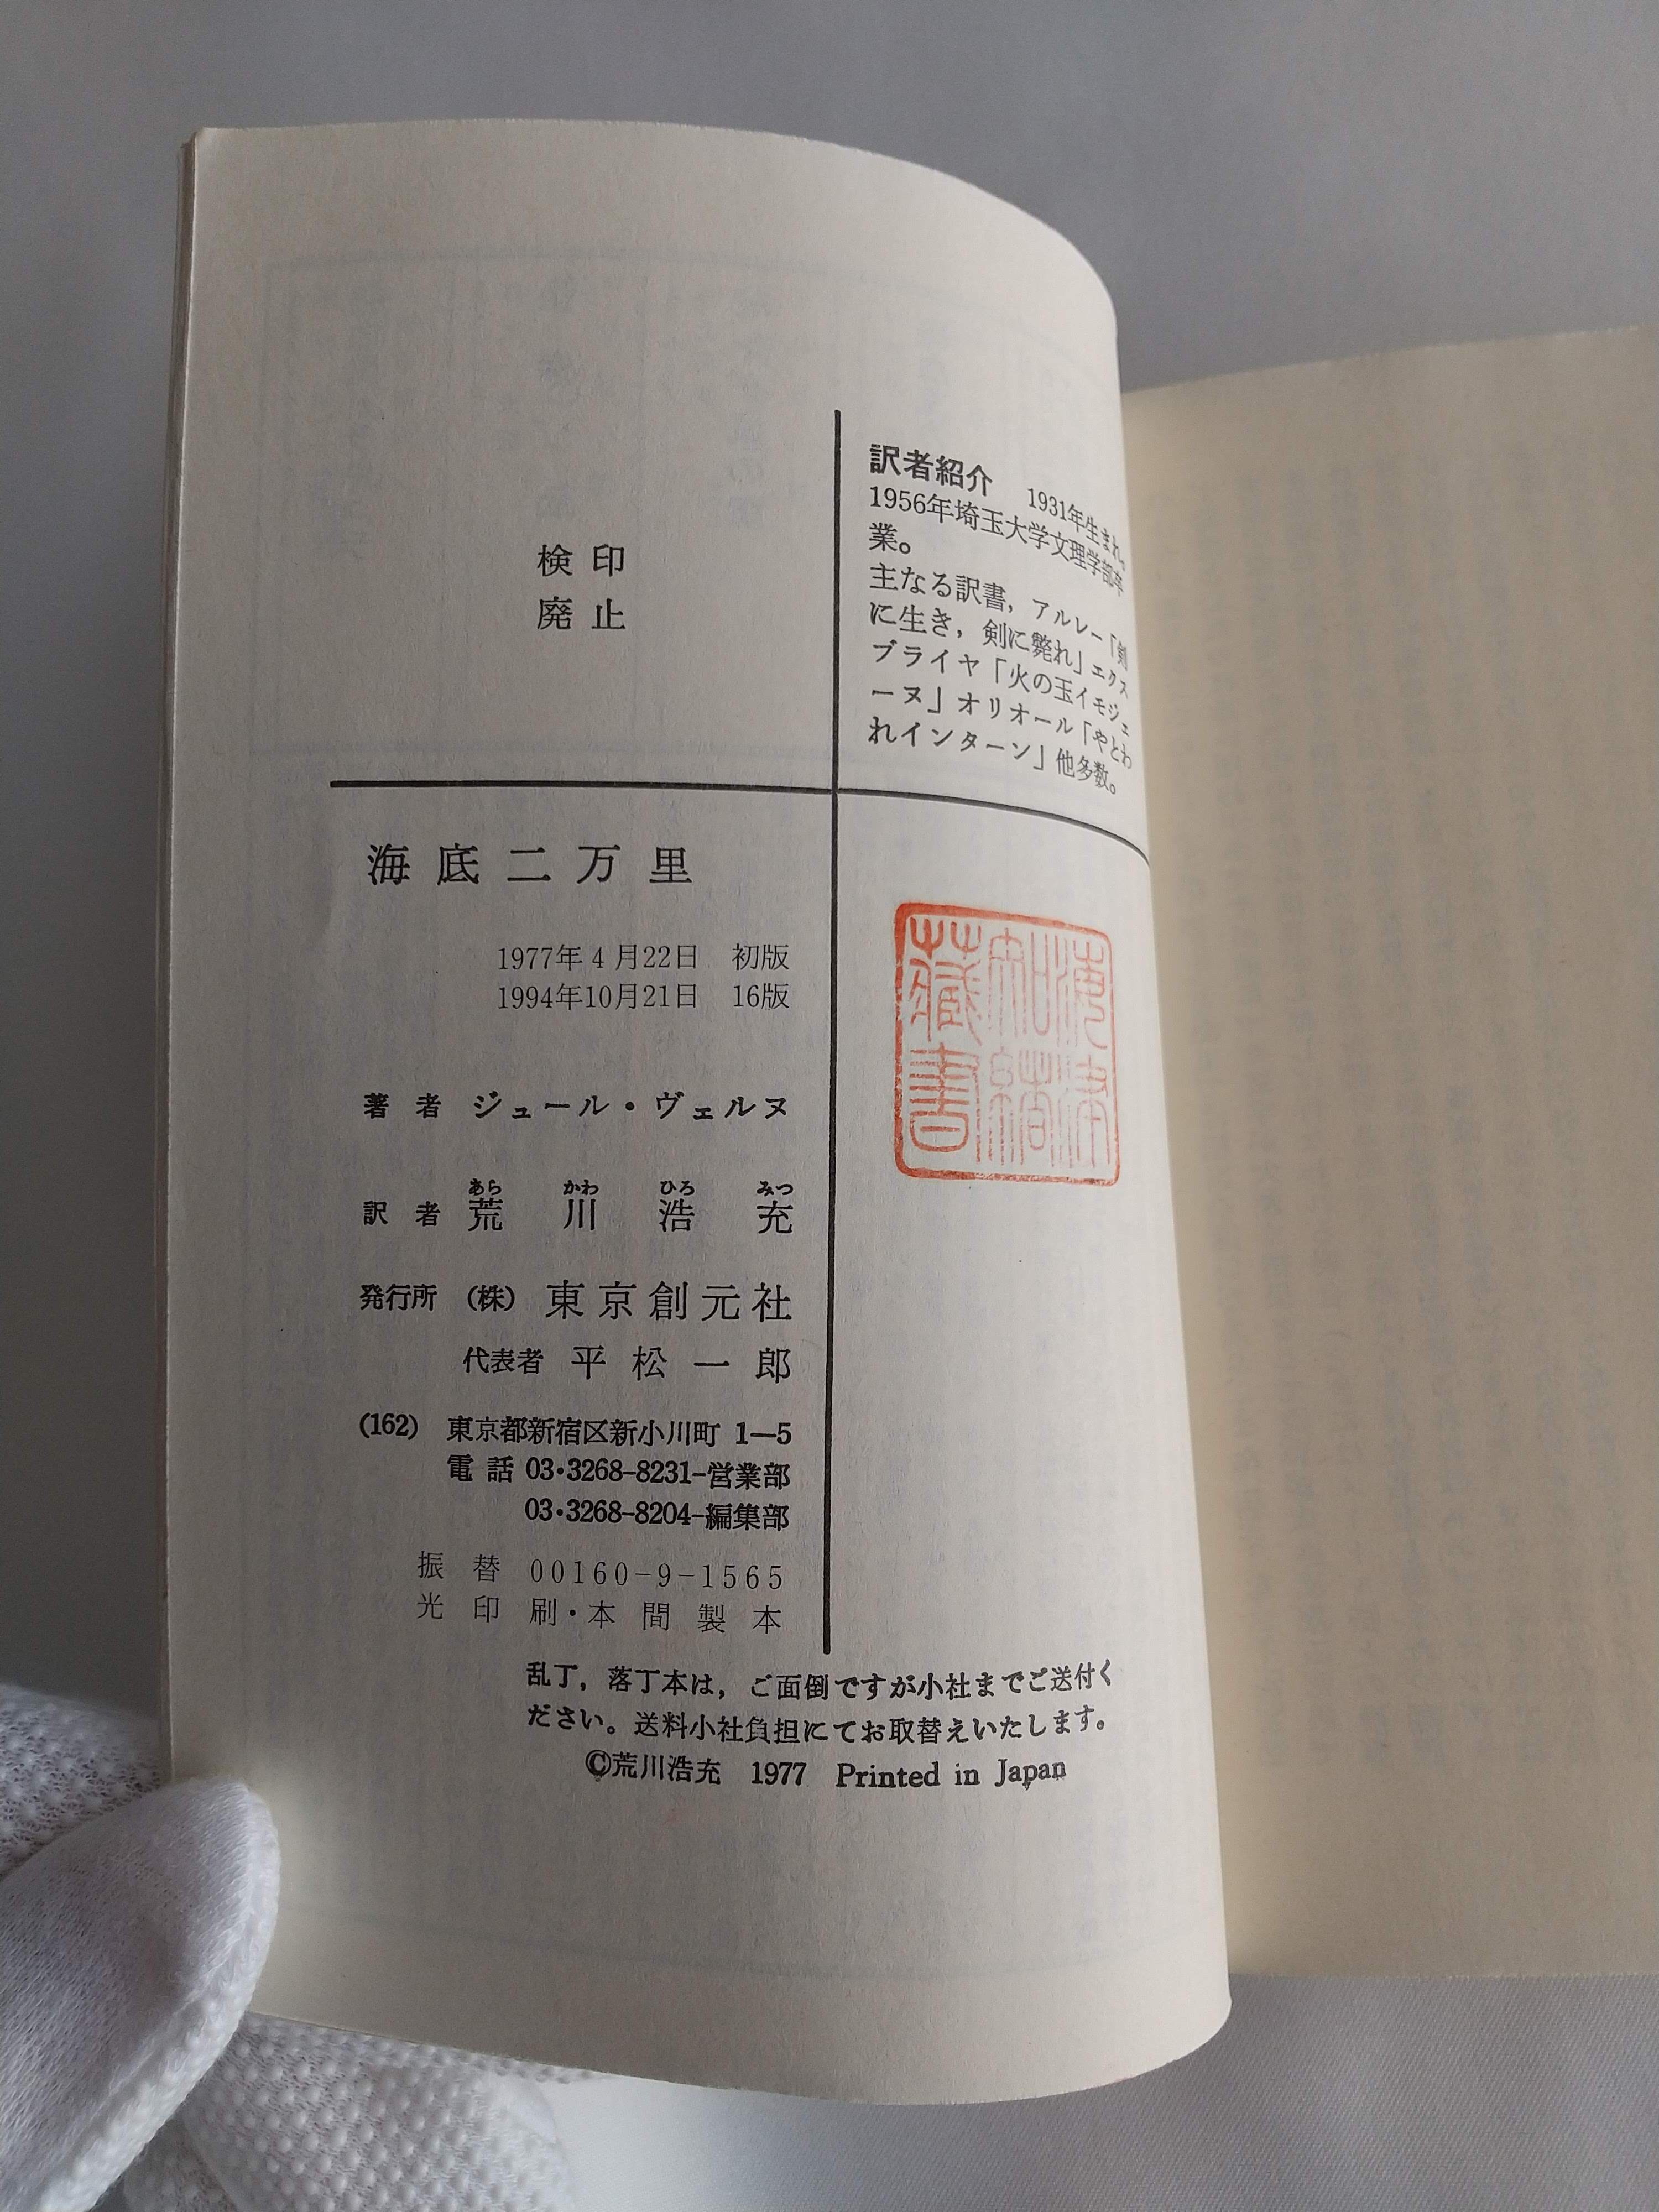 検印
廃止
訳者紹介　1931年生まれ。
1956年埼玉大学文理学部卒
業。
主なる訳書，アルレー「剣
に生き，剣に斃れ」エクス
ブライヤ「火の玉イモジェ
ーヌ」オリオール「やとわ
れインターン」他多数。
海底二万里
1977年4月22日　初版
1994年10月21日　16版
著者　ジュール・ヴェルヌ
あら　かわ　ひろ　みつ
訳者　荒川浩充
発行所　(株)　東京創元社
代表者　平松一郎
(162)　東京都新宿区新小川町 1—5
電話 03・3268-8231-営業部
03・3268-8204-編集部
振替　00160-9-1565
光印刷・本間製本
乱丁，落丁本は，ご面倒ですが小社までご送付く
ださい。送料小社負担にてお取替えいたします。
©荒川浩充　1977　Printed in Japan
藏書